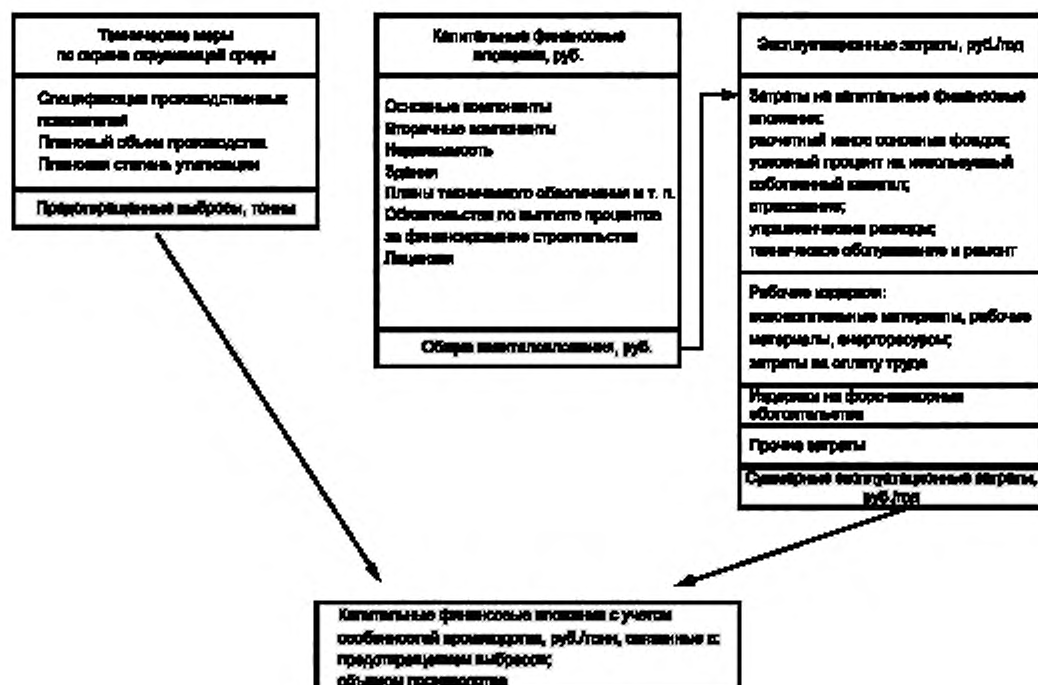 Технические меры
по охране окружающей среды
Спецификация производственных
показателей
Плановый объем производства
Плановая степень утилизации
Предотвращенные выбросы, тонны
Капитальные финансовые
вложения, руб.
Основные компоненты
Вторичные компоненты
Недвижимость
Здания
Планы технического обеспечения и т. п.
Обязательства по выплате процентов
за финансирование строительства
Лицензии
Общие капиталовложения, руб.
Эксплуатационные затраты, руб./год
Затраты на капитальные финансовые
вложения:
расчетный износ основных фондов;
условный процент на используемый
собственный капитал;
страхование;
управленческие расходы;
техническое обслуживание и ремонт
Рабочие издержки:
вспомогательные материалы, рабочие
материалы, энергоресурсы;
затраты на оплату труда
Издержки на форс-мажорные
обстоятельства
Прочие затраты
Суммарные эксплуатационные затраты,
руб./год
Капитальные финансовые вложения с учетом
особенностей производства, руб./тонн, связанные с:
предотвращением выбросов;
объемом производства